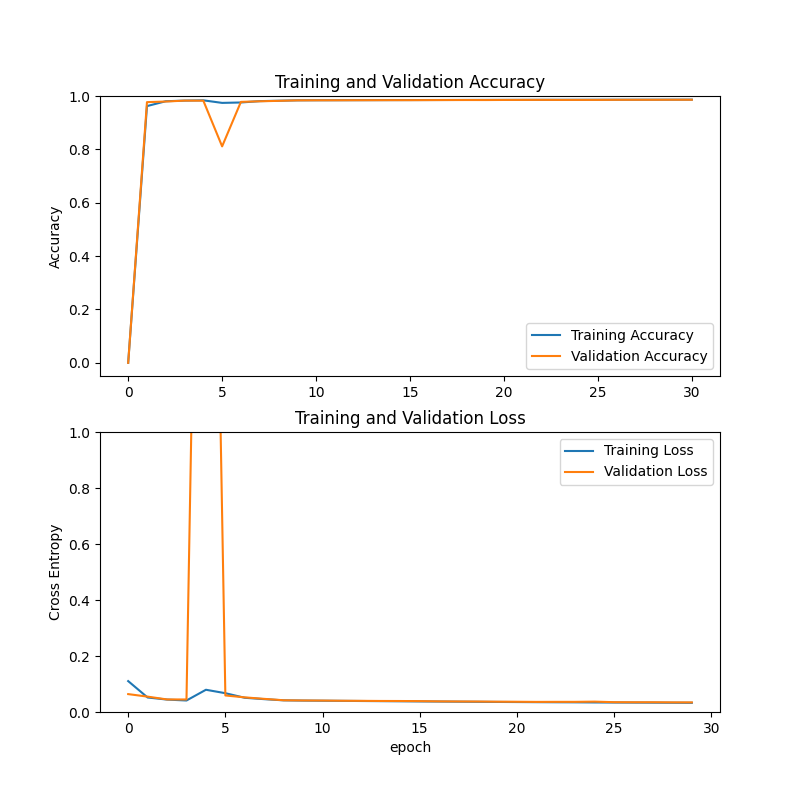 Training and Validation Accuracy
Accuracy
1.0
0.8
0.6
0.4
0.2
0.0
0 5 10 15 20 25 30
Training Accuracy
Validation Accuracy
Training and Validation Loss
Cross Entropy
1.0
0.8
0.6
0.4
0.2
0.0
0 5 10 15 20 25 30
Training Loss
Validation Loss
epoch